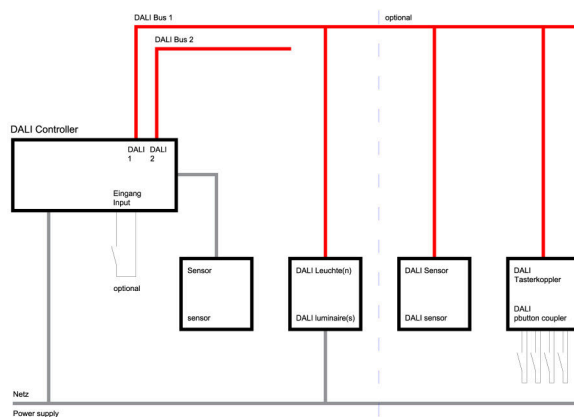 DALI Bus 1
optional
DALI Bus 2
DALI Controller
DALI DALI
1 2
Eingang
Input
optional
Sensor
sensor
DALI Leuchte(n)
DALI luminaire(s)
DALI Sensor
DALI sensor
DALI
Tasterkoppler
DALI
pbutton coupler
Netz
Power supply